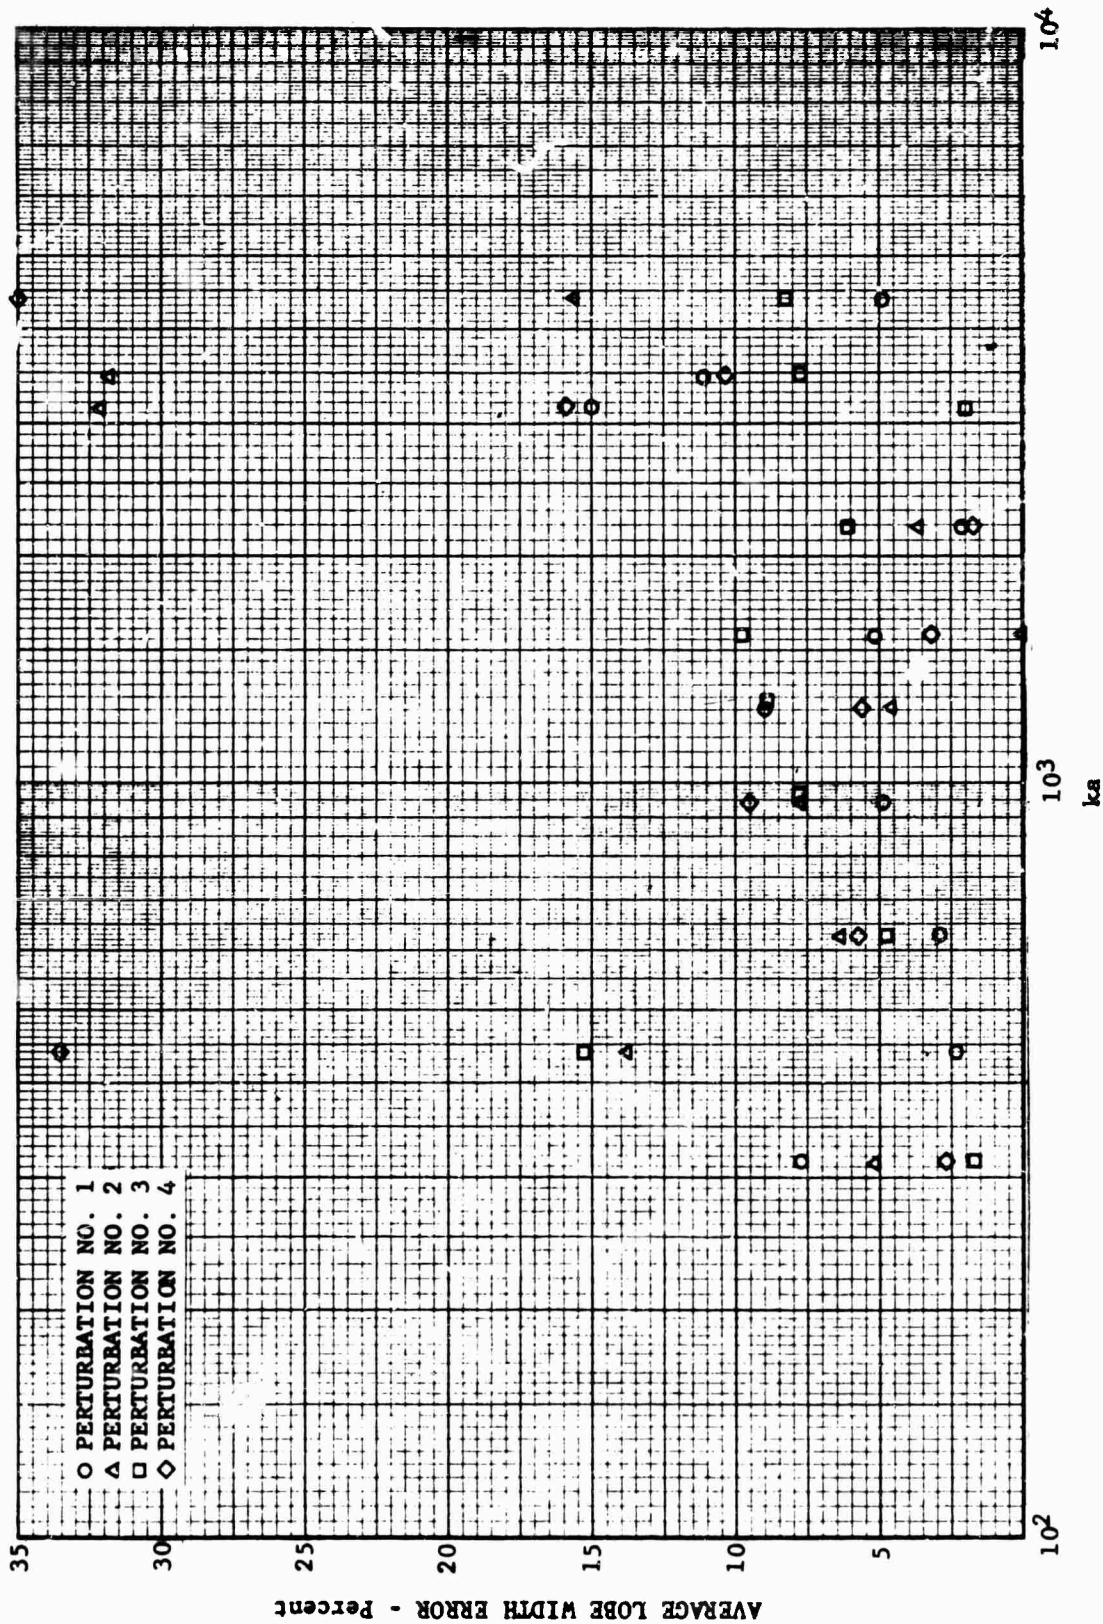 ○ PERTURBATION NO. 1
△ PERTURBATION NO. 2
□ PERTURBATION NO. 3
◇ PERTURBATION NO. 4
AVERAGE LOBE WIDTH ERROR - Percent
35
30
25
20
15
10
5
10²
10³
10⁴
ka